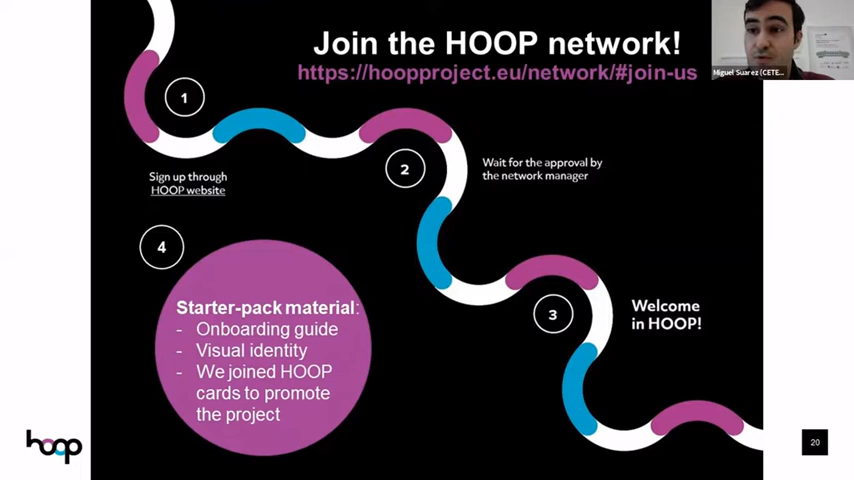 Join the HOOP network!
https://hoopproject.eu/network/#join-us
Miguel Suarez (CETE...
1
Sign up through
HOOP website
2
Wait for the approval by
the network manager
3
Welcome
in HOOP!
4
Starter-pack material:
- Onboarding guide
- Visual identity
- We joined HOOP
cards to promote
the project
hoop
20